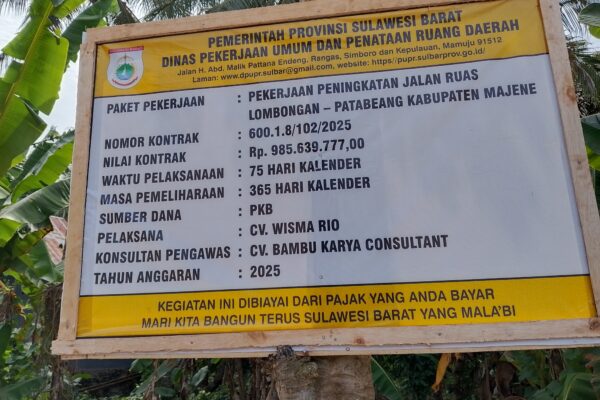 PEMERINTAH PROVINSI SULAWESI BARAT
DINAS PEKERJAAN UMUM DAN PENATAAN RUANG DAERAH
Jalan H. Abd. Malik Pattana Endeng, Rangas, Simboro dan Kepulauan, Mamuju 91512
Laman: www.dpupr.sulbar@gmail.com, website: https//pupr.sulbarprov.go.id/
PAKET PEKERJAAN : PEKERJAAN PENINGKATAN JALAN RUAS
LOMBONGAN – PATABEANG KABUPATEN MAJENE
NOMOR KONTRAK : 600.1.8/102/2025
NILAI KONTRAK : Rp. 985.639.777,00
WAKTU PELAKSANAAN : 75 HARI KALENDER
MASA PEMELIHARAAN : 365 HARI KALENDER
SUMBER DANA : PKB
PELAKSANA : CV. WISMA RIO
KONSULTAN PENGAWAS : CV. BAMBU KARYA CONSULTANT
TAHUN ANGGARAN : 2025
KEGIATAN INI DIBIAYAI DARI PAJAK YANG ANDA BAYAR
MARI KITA BANGUN TERUS SULAWESI BARAT YANG MALA'BI